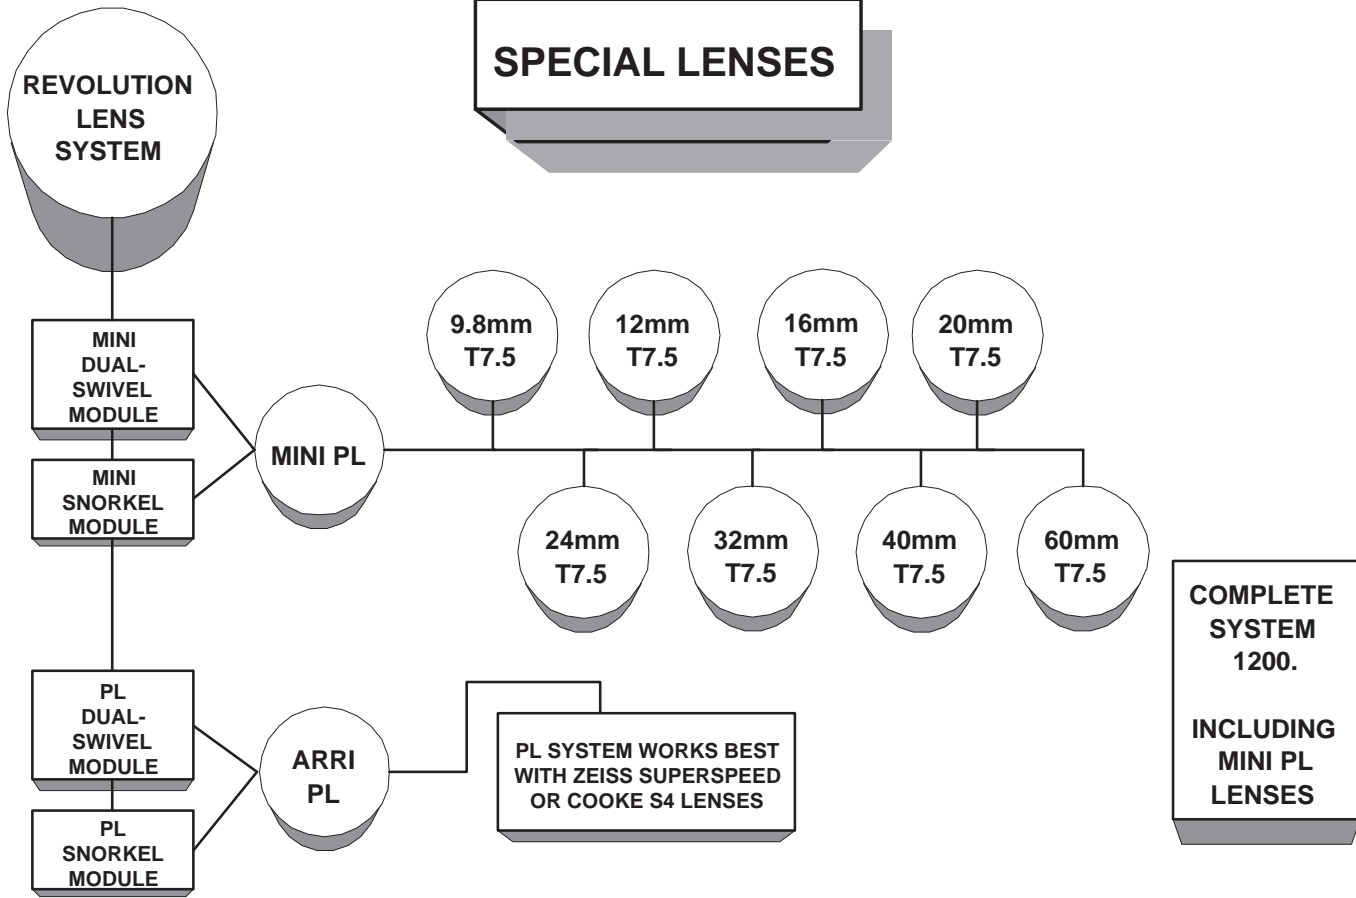 SPECIAL LENSES
REVOLUTION
LENS
SYSTEM
MINI
DUAL-
SWIVEL
MODULE
MINI
SNORKEL
MODULE
MINI PL
9.8mm
T7.5
12mm
T7.5
16mm
T7.5
20mm
T7.5
24mm
T7.5
32mm
T7.5
40mm
T7.5
60mm
T7.5
PL
DUAL-
SWIVEL
MODULE
PL
SNORKEL
MODULE
ARRI
PL
PL SYSTEM WORKS BEST
WITH ZEISS SUPERSPEED
OR COOKE S4 LENSES
COMPLETE
SYSTEM
1200.
INCLUDING
MINI PL
LENSES